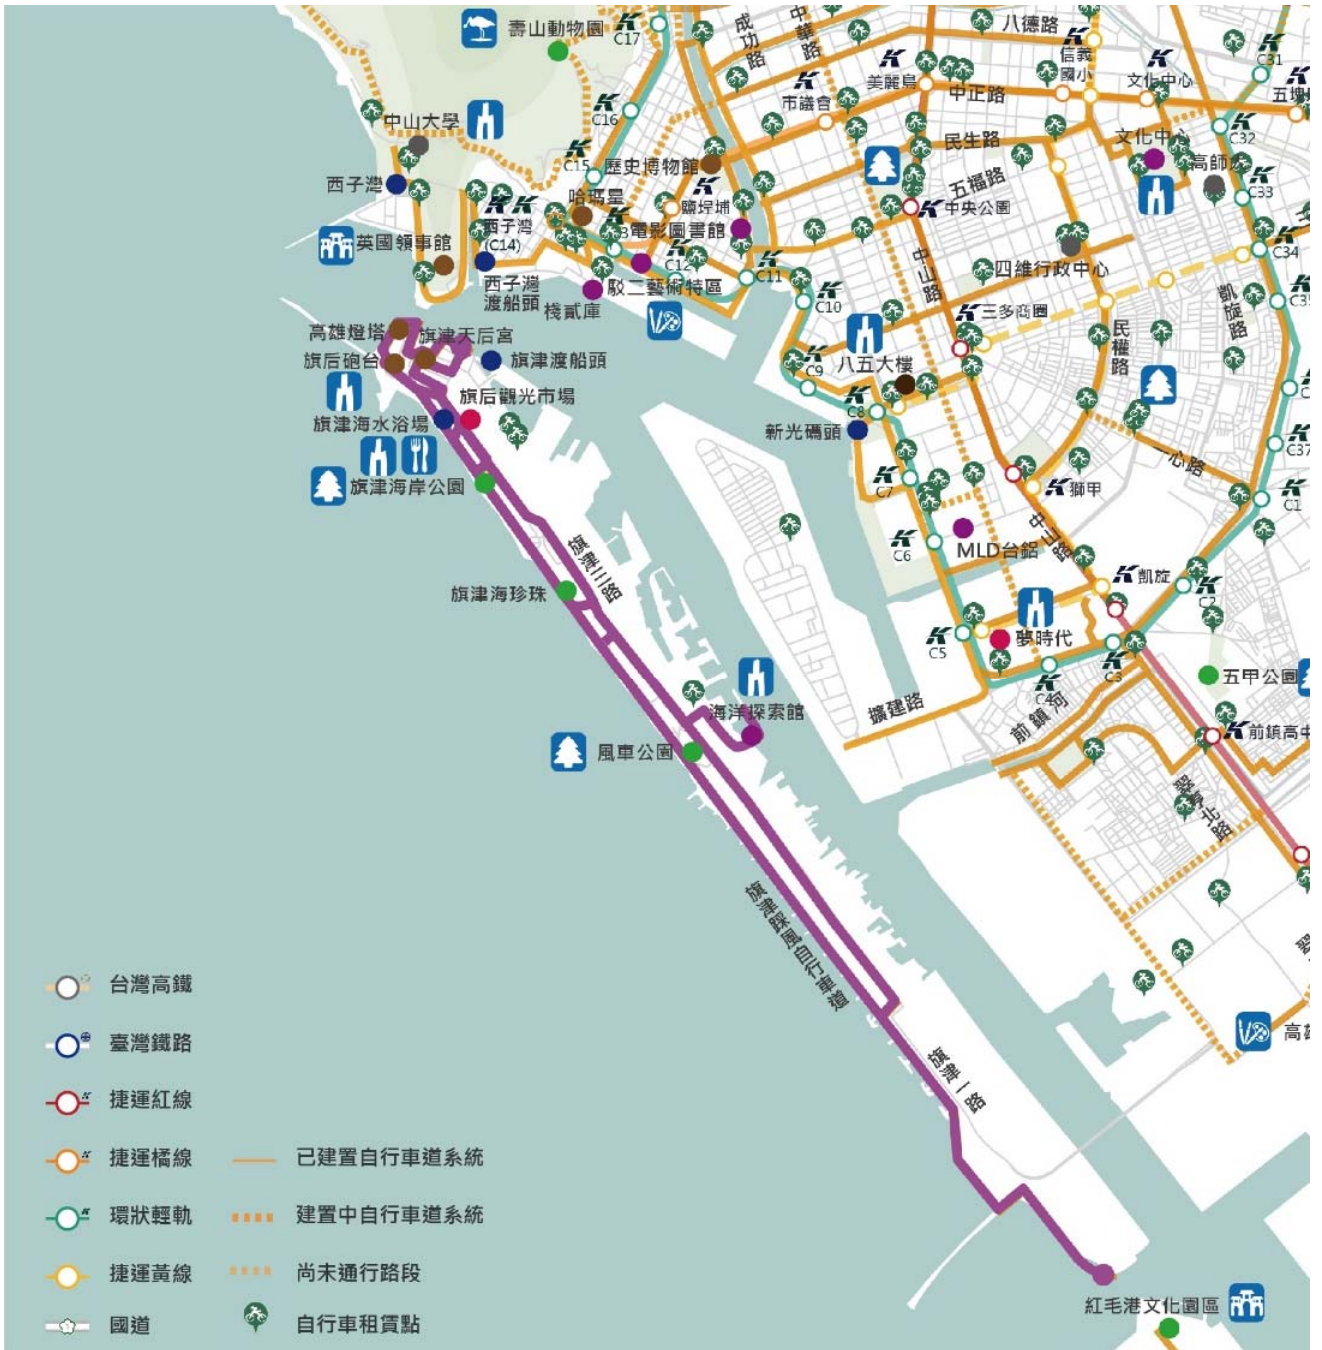 壽山動物園
C17
成功路
中華路
八德路
信義
國小
文化中心
C31
五塊
美麗島
中正路
市議會
C16
中山大學
民生路
文化中心
C32
高師大
C15
歷史博物館
五福路
西子灣
鹽埕埔
中央公園
C33
哈瑪星
西子灣
(C14)
電影圖書館
英國領事館
C12
C11
中山路
四維行政中心
C34
西子灣
渡船頭
駁二藝術特區
棧貳庫
C10
三多商圈
凱旋路
C35
高雄燈塔
旗津天后宮
民權路
旗后砲台
旗津渡船頭
C9
八五大樓
旗后觀光市場
C8
旗津海水浴場
新光碼頭
一心路
C37
旗津海岸公園
C7
獅甲
C1
中山路
旗津三路
C6
MLD台鋁
旗津海珍珠
凱旋
C2
C5
夢時代
C3
C4
五甲公園
海洋探索館
擴建路
前鎮河
前鎮高中
風車公園
翠亨北路
旗津踩風自行車道
台灣高鐵
臺灣鐵路
高雄
旗津一路
捷運紅線
捷運橘線
已建置自行車道系統
環狀輕軌
建置中自行車道系統
捷運黃線
尚未通行路段
紅毛港文化園區
國道
自行車租賃點